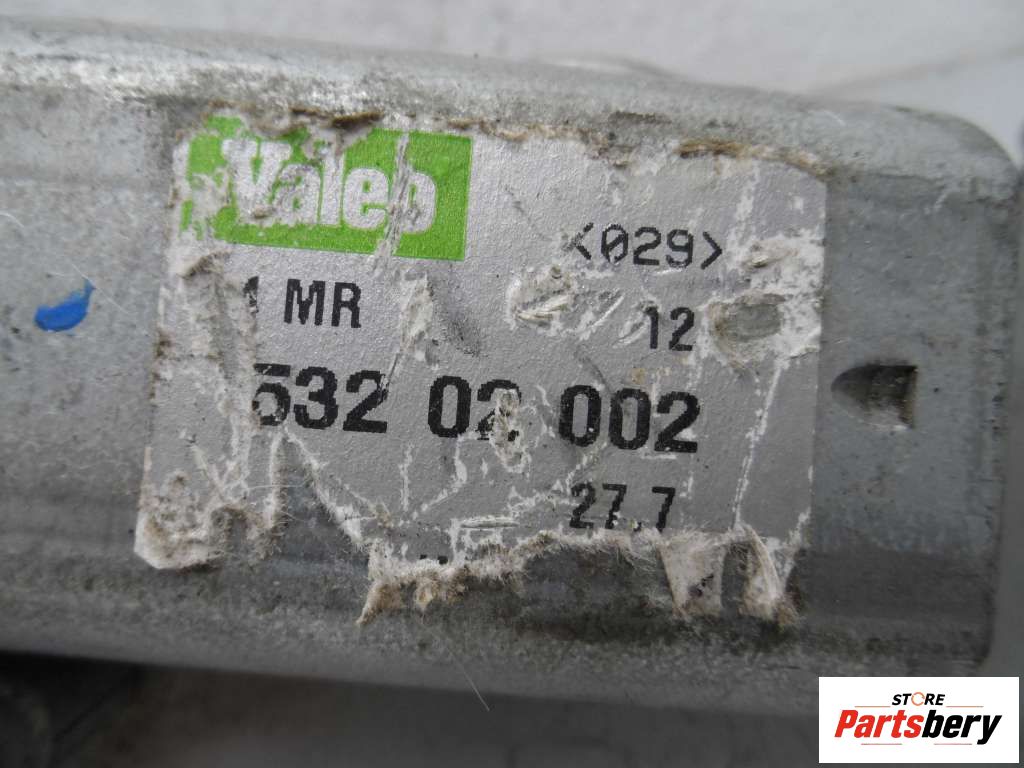 Valeo
<029>
MR
12
532 02 002
27 7
STORE
Partsbery